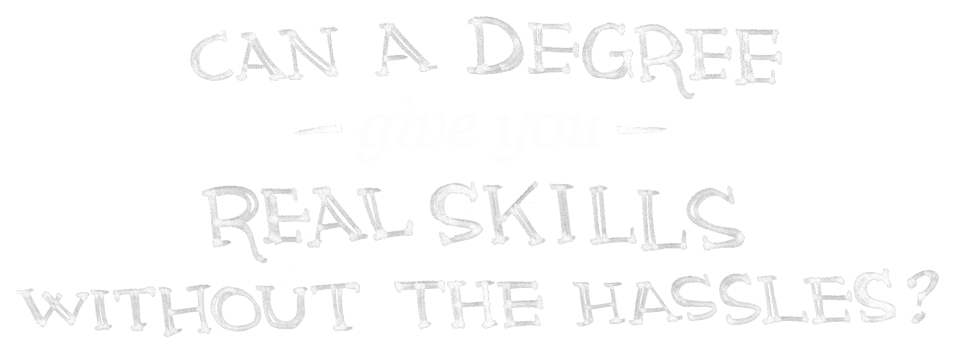 CAN A DEGREE
give you
REAL SKILLS
WITHOUT THE HASSLES?